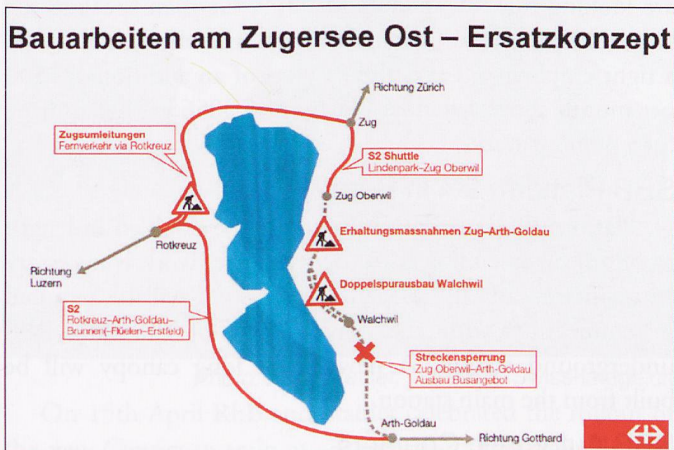 Bauarbeiten am Zugersee Ost – Ersatzkonzept
Richtung Zürich
Zug
Zugsumleitungen
Fernverkehr via Rotkreuz
S2 Shuttle
Lindenpark–Zug Oberwil
Zug Oberwil
Erhaltungsmassnahmen Zug–Arth-Goldau
Rotkreuz
Richtung
Luzern
Doppelspurausbau Walchwil
S2
Rotkreuz–Arth-Goldau–
Brunnen(–Flüelen–Erstfeld)
Walchwil
Streckensperrung
Zug Oberwil–Arth-Goldau
Ausbau Busangebot
Arth-Goldau
Richtung Gotthard